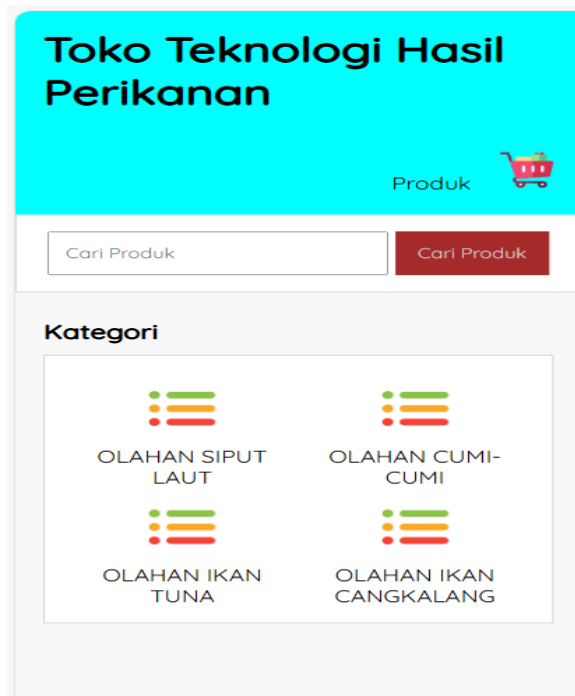 Toko Teknologi Hasil
Perikanan
Produk
Cari Produk
Cari Produk
Kategori
OLAHAN SIPUT
LAUT
OLAHAN CUMI-
CUMI
OLAHAN IKAN
TUNA
OLAHAN IKAN
CANGKALANG